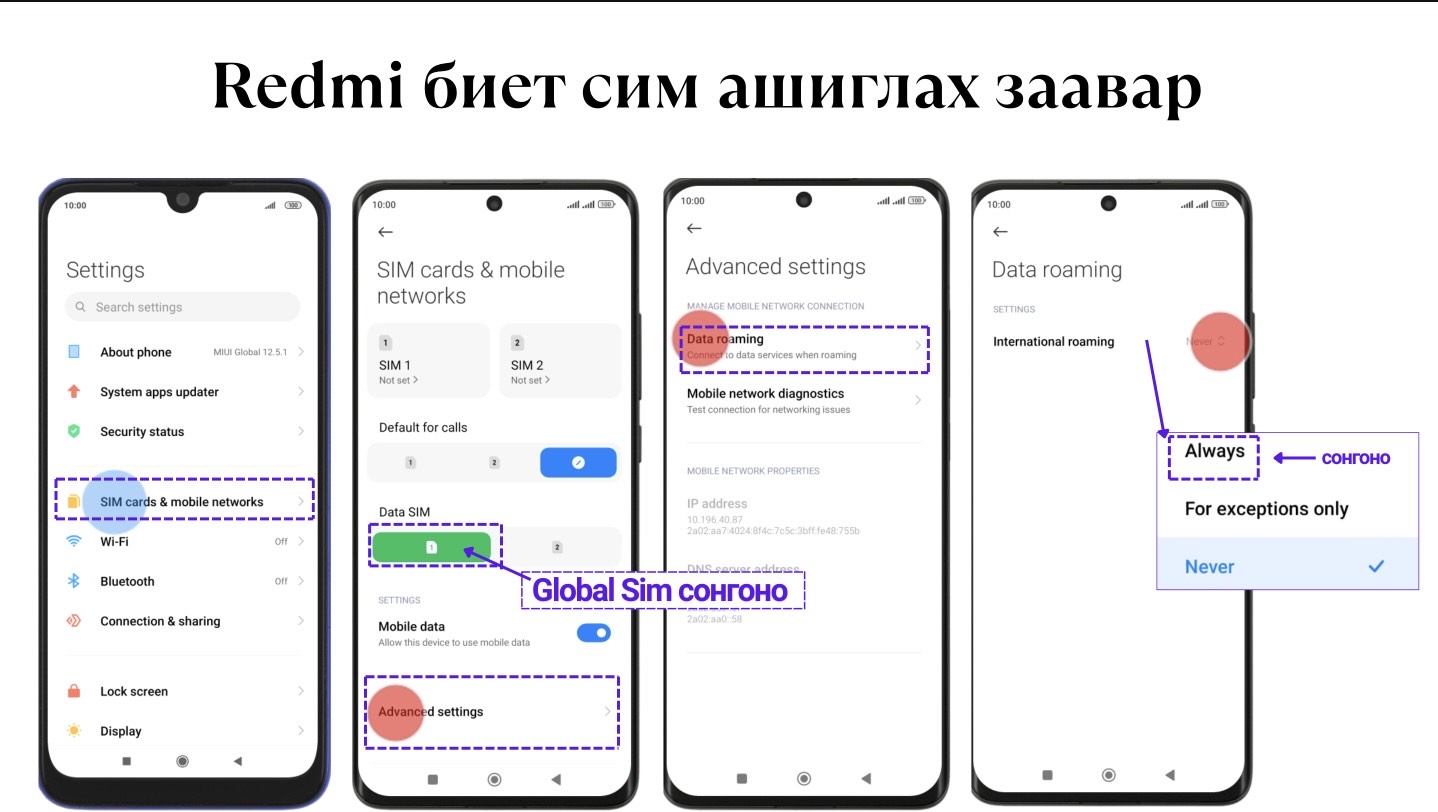 Redmi биет сим ашиглах заавар
10:00
100
Settings
Search settings
About phone
MIUI Global 12.5.1
System apps updater
Security status
SIM cards & mobile networks
Wi-Fi
Off
Bluetooth
Off
Connection & sharing
Lock screen
Display
10:00
100
SIM cards & mobile
networks
1
SIM 1
Not set
2
SIM 2
Not set
Default for calls
1
2
Data SIM
1
2
Global Sim сонгоно
SETTINGS
Mobile data
Allow this device to use mobile data
Advanced settings
10:00
100
Advanced settings
MANAGE MOBILE NETWORK CONNECTION
Data roaming
Connect to data services when roaming
Mobile network diagnostics
Test connection for networking issues
MOBILE NETWORK PROPERTIES
IP address
10.196.40.87
2a02:aa7:4024:8f4c:7c5c:3bff:fe48:755b
DNS server address
2a02:aa0::58
10:00
100
Data roaming
SETTINGS
International roaming
Never
Always
сонгоно
For exceptions only
Never